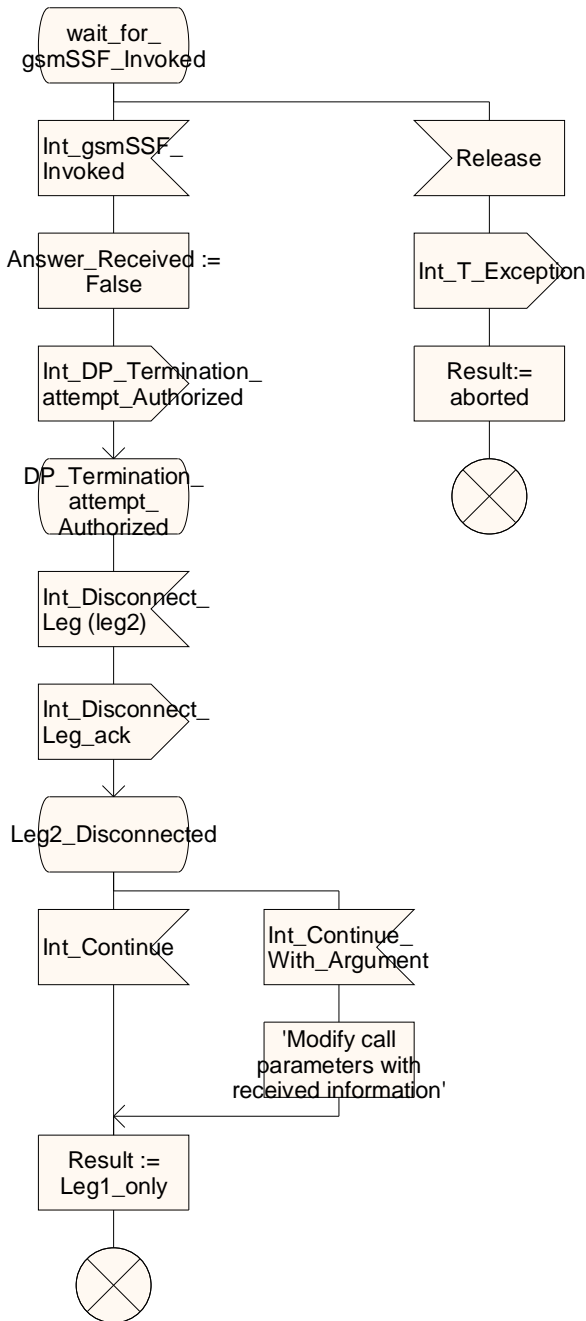 wait_for_
gsmSSF_Invoked
Int_gsmSSF_
Invoked
Release
Answer_Received :=
False
Int_T_Exception
Int_DP_Termination_
attempt_Authorized
Result:=
aborted
DP_Termination_
attempt_
Authorized
Int_Disconnect_
Leg (leg2)
Int_Disconnect_
Leg_ack
Leg2_Disconnected
Int_Continue
Int_Continue_
With_Argument
'Modify call
parameters with
received information'
Result :=
Leg1_only